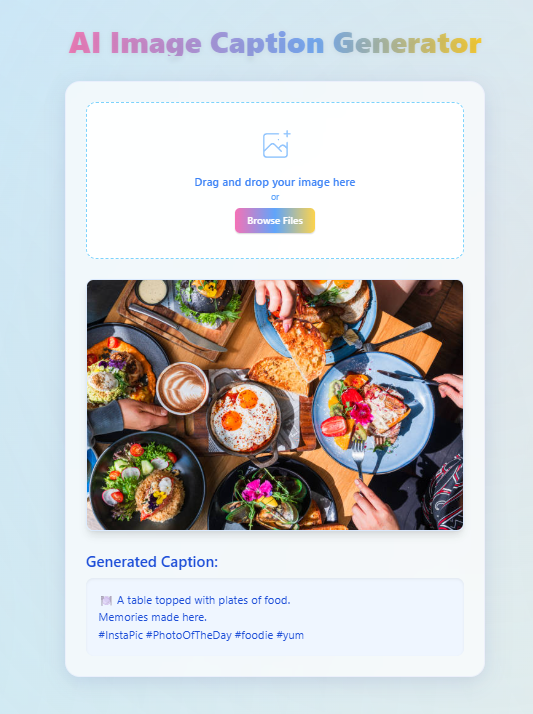 AI Image Caption Generator
Drag and drop your image here
or
Browse Files
Generated Caption:
🍽️ A table topped with plates of food.
Memories made here.
#InstaPic #PhotoOfTheDay #foodie #yum